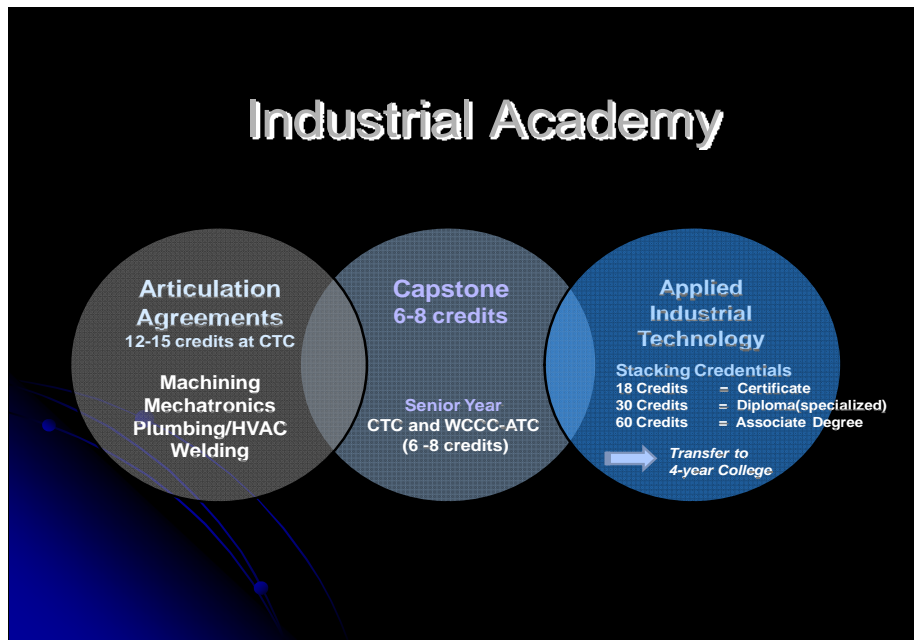 Industrial Academy
Articulation
Agreements
12-15 credits at CTC
Machining
Mechatronics
Plumbing/HVAC
Welding
Capstone
6-8 credits
Senior Year
CTC and WCCC-ATC
(6 -8 credits)
Applied
Industrial
Technology
Stacking Credentials
18 Credits = Certificate
30 Credits = Diploma(specialized)
60 Credits = Associate Degree
Transfer to
4-year College